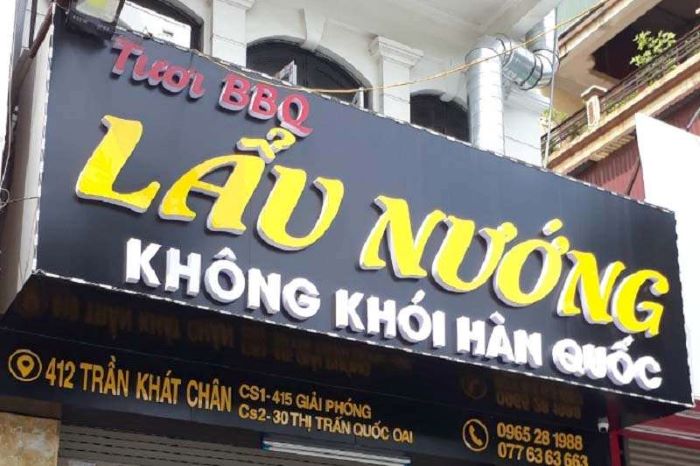 Tươi BBQ
LẨU NƯỚNG
KHÔNG KHÓI HÀN QUỐC
412 TRẦN KHÁT CHÂN
CS1-415 GIẢI PHÓNG
Cs2-30 THỊ TRẤN QUỐC OAI
0965 28 1988
077 63 63 663